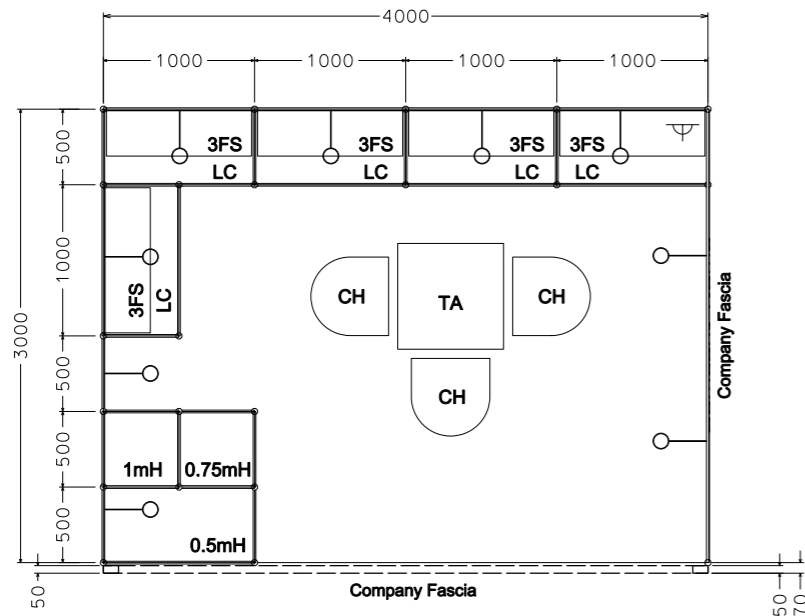 4000
1000 1000 1000 1000
500
3FS 3FS 3FS 3FS
LC LC LC LC
3000
1000
3FS
LC
CH TA CH
CH
Company Fascia
500
500
1mH 0.75mH
500
0.5mH
50
Company Fascia
50
70